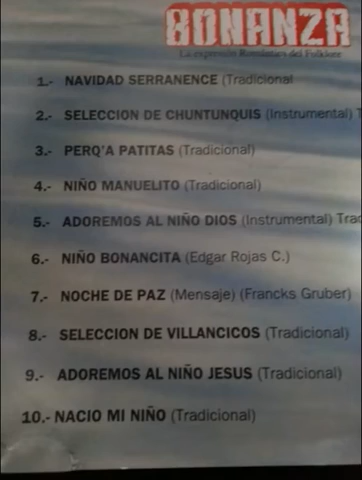 BONANZA
La expresión Romántica del Folklore
1.- NAVIDAD SERRANENCE (Tradicional
2.- SELECCION DE CHUNTUNQUIS (Instrumental) T
3.- PERQ'A PATITAS (Tradicional)
4.- NIÑO MANUELITO (Tradicional)
5.- ADOREMOS AL NIÑO DIOS (Instrumental) Trad
6.- NIÑO BONANCITA (Edgar Rojas C.)
7.- NOCHE DE PAZ (Mensaje) (Francks Gruber)
8.- SELECCION DE VILLANCICOS (Tradicional)
9.- ADOREMOS AL NIÑO JESUS (Tradicional)
10.- NACIO MI NIÑO (Tradicional)